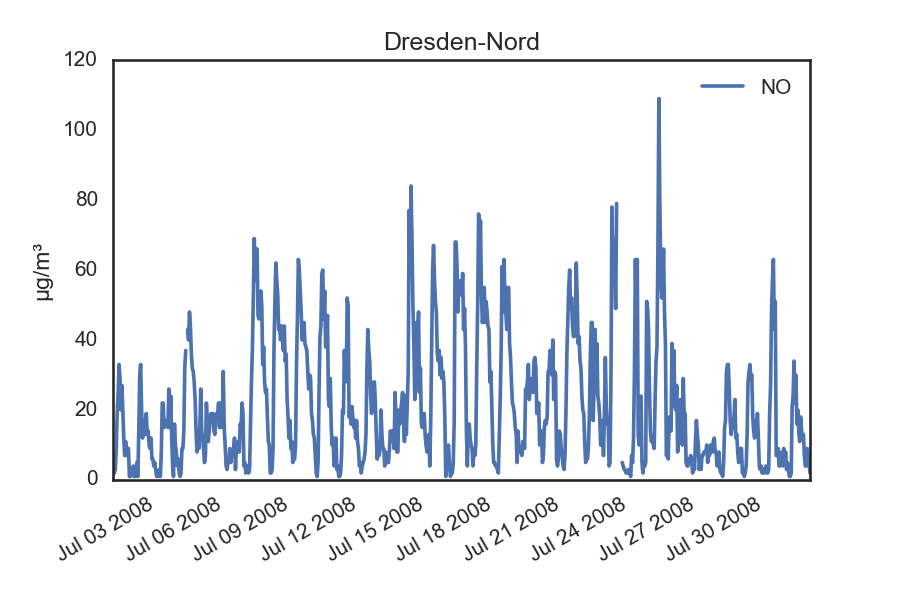 Dresden-Nord
NO
µg/m³
120
100
80
60
40
20
0
Jul 03 2008
Jul 06 2008
Jul 09 2008
Jul 12 2008
Jul 15 2008
Jul 18 2008
Jul 21 2008
Jul 24 2008
Jul 27 2008
Jul 30 2008